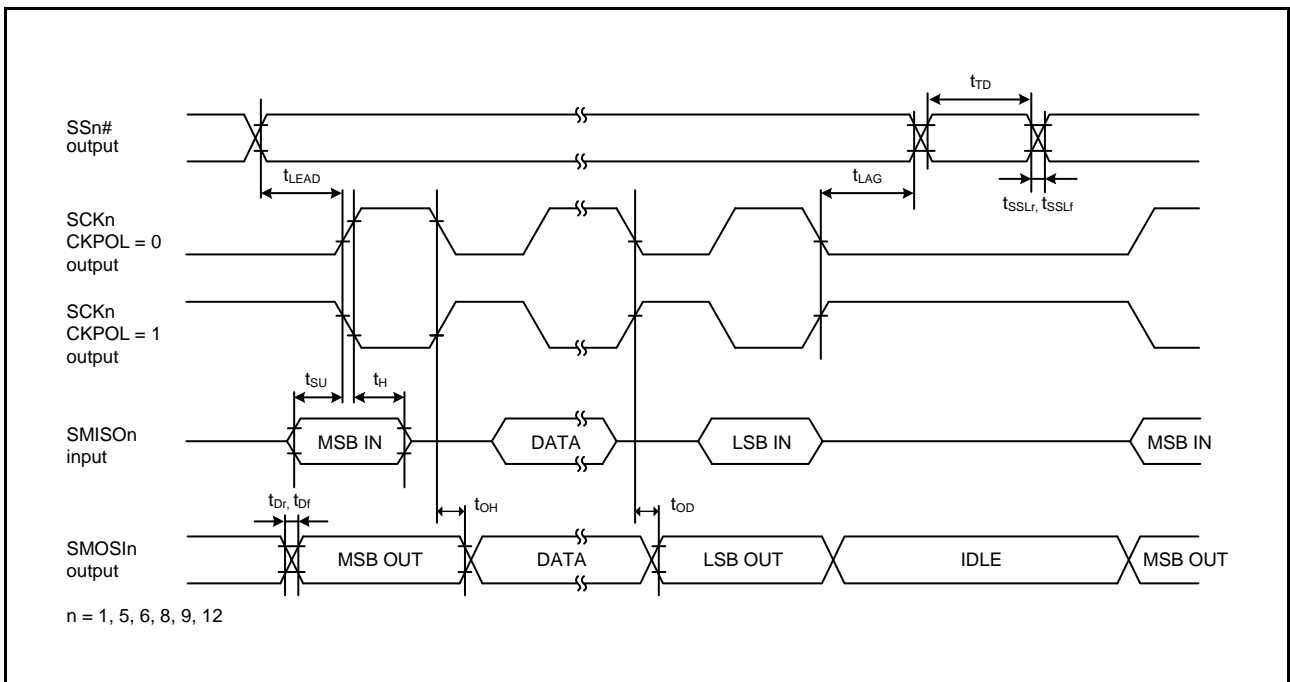 tTD
SSn#
output
tLEAD
tLAG
tSSLr, tSSLf
SCKn
CKPOL = 0
output
SCKn
CKPOL = 1
output
tSU
tH
SMISOn
input
MSB IN
DATA
LSB IN
MSB IN
tDr, tDf
tOH
tOD
SMOSIn
output
MSB OUT
DATA
LSB OUT
IDLE
MSB OUT
n = 1, 5, 6, 8, 9, 12